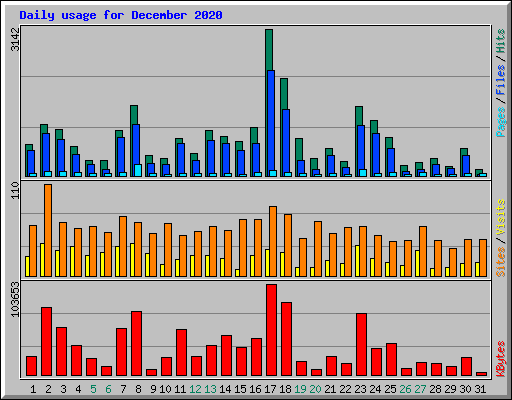 Daily usage for December 2020
3142
Pages / Files / Hits
110
Sites / Visits
103653
KBytes
1 2 3 4 5 6 7 8 9 10 11 12 13 14 15 16 17 18 19 20 21 22 23 24 25 26 27 28 29 30 31